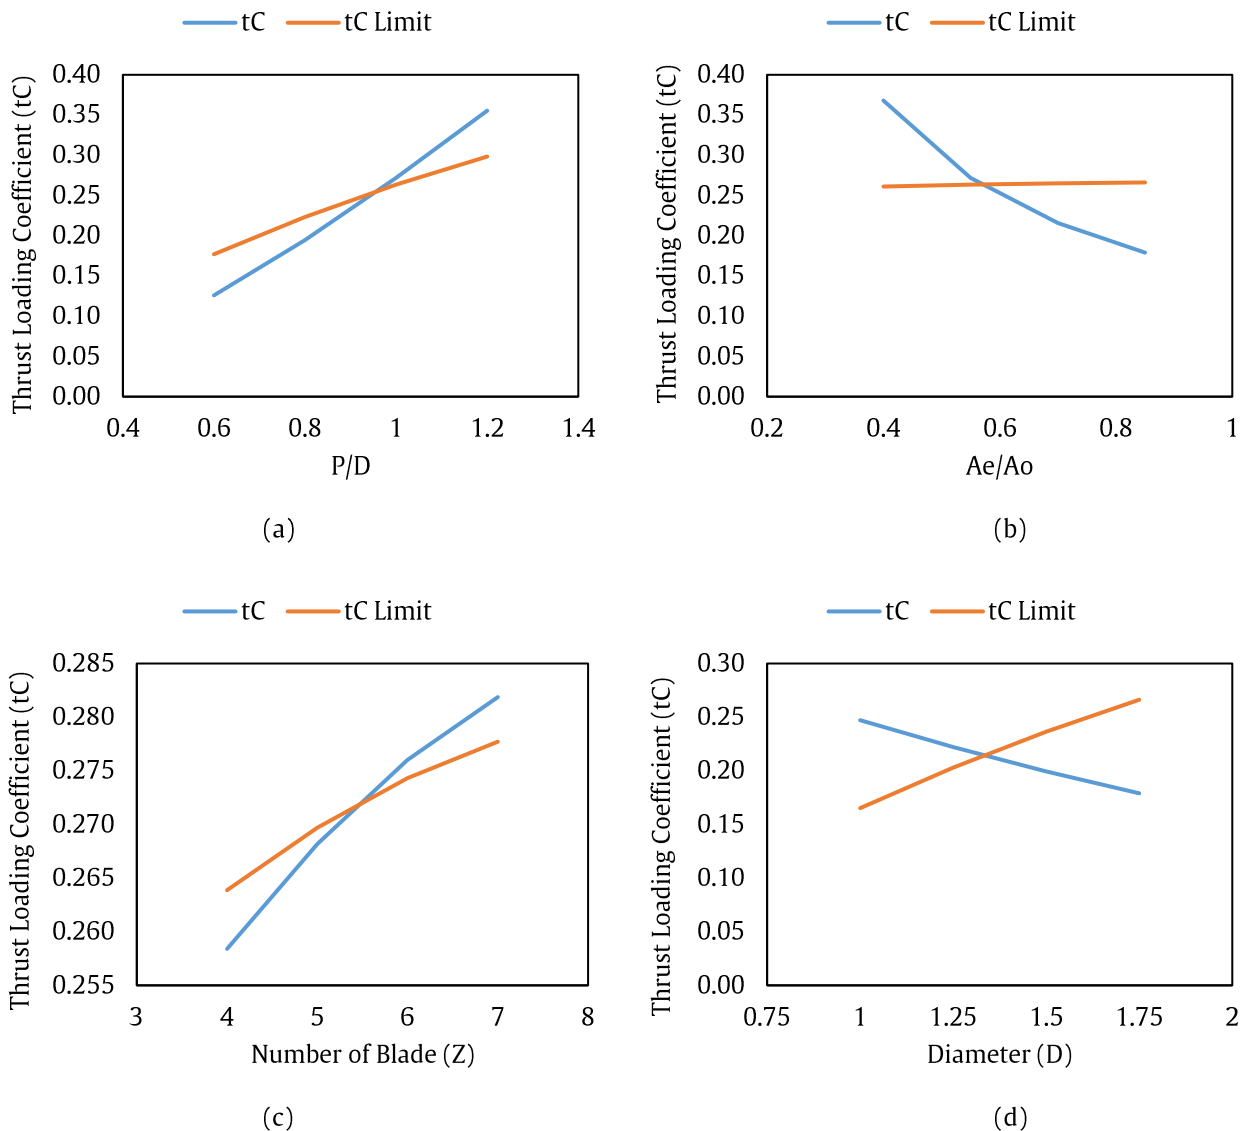 tC tC Limit
Thrust Loading Coefficient (tC)
0.40
0.35
0.30
0.25
0.20
0.15
0.10
0.05
0.00
0.4 0.6 0.8 1 1.2 1.4
P/D
(a)
tC tC Limit
Thrust Loading Coefficient (tC)
0.40
0.35
0.30
0.25
0.20
0.15
0.10
0.05
0.00
0.2 0.4 0.6 0.8 1
Ae/Ao
(b)
tC tC Limit
Thrust Loading Coefficient (tC)
0.285
0.280
0.275
0.270
0.265
0.260
0.255
3 4 5 6 7 8
Number of Blade (Z)
(c)
tC tC Limit
Thrust Loading Coefficient (tC)
0.30
0.25
0.20
0.15
0.10
0.05
0.00
0.75 1 1.25 1.5 1.75 2
Diameter (D)
(d)